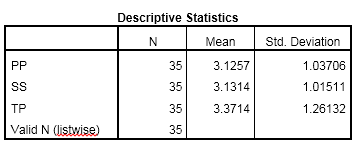 Descriptive Statistics
N Mean Std. Deviation
PP 35 3.1257 1.03706
SS 35 3.1314 1.01511
TP 35 3.3714 1.26132
Valid N (listwise) 35